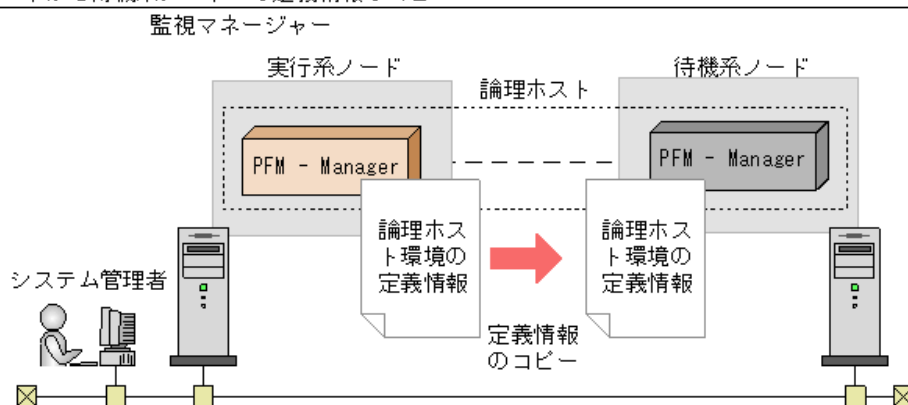 監視マネージャー
実行系ノード
待機系ノード
論理ホスト
PFM - Manager
PFM - Manager
論理ホス
ト環境の
定義情報
論理ホス
ト環境の
定義情報
システム管理者
定義情報
のコピー